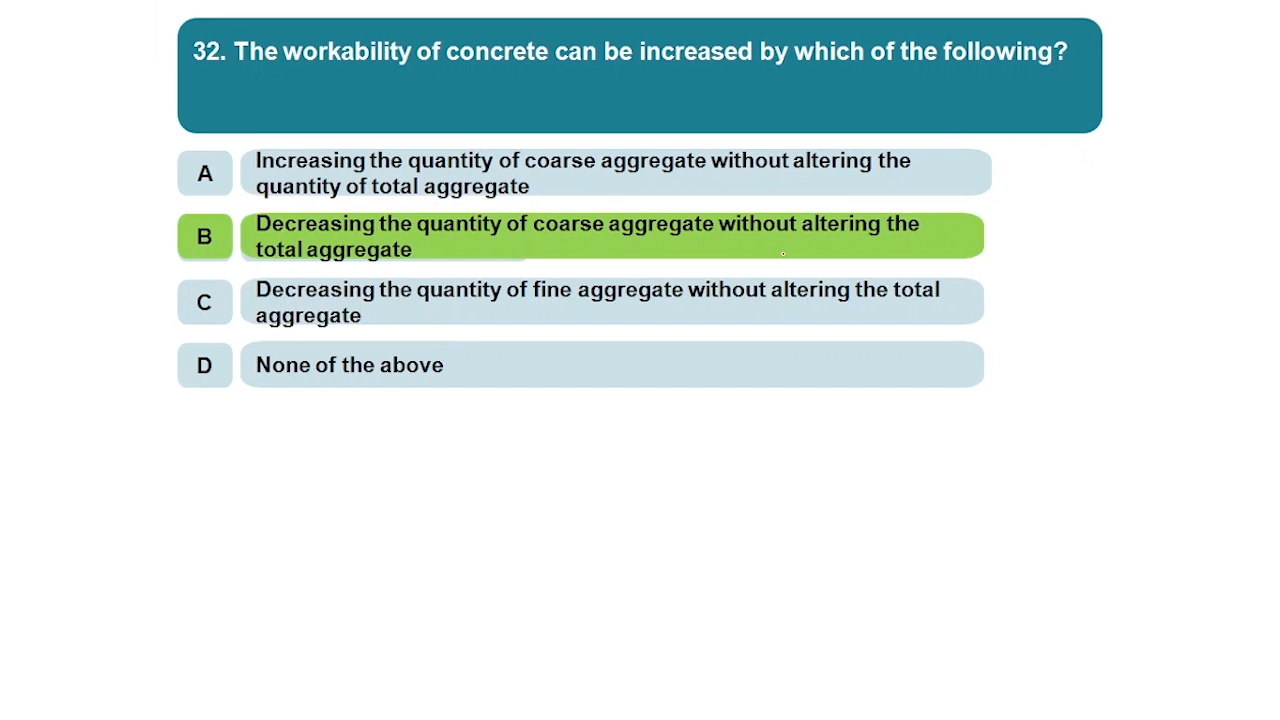 32. The workability of concrete can be increased by which of the following?
A
Increasing the quantity of coarse aggregate without altering the
quantity of total aggregate
B
Decreasing the quantity of coarse aggregate without altering the
total aggregate
C
Decreasing the quantity of fine aggregate without altering the total
aggregate
D
None of the above